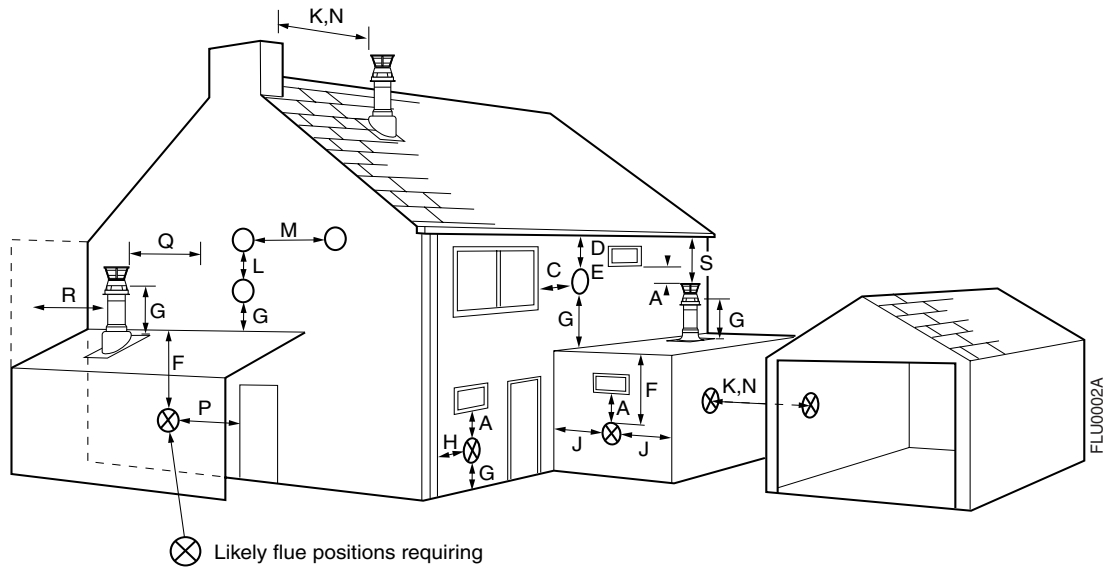 K,N
Q
M
L
R
G
G
F
P
C
D
E
S
A
G
G
F
K,N
A
A
H
J
J
G
Likely flue positions requiring
FLU0002A